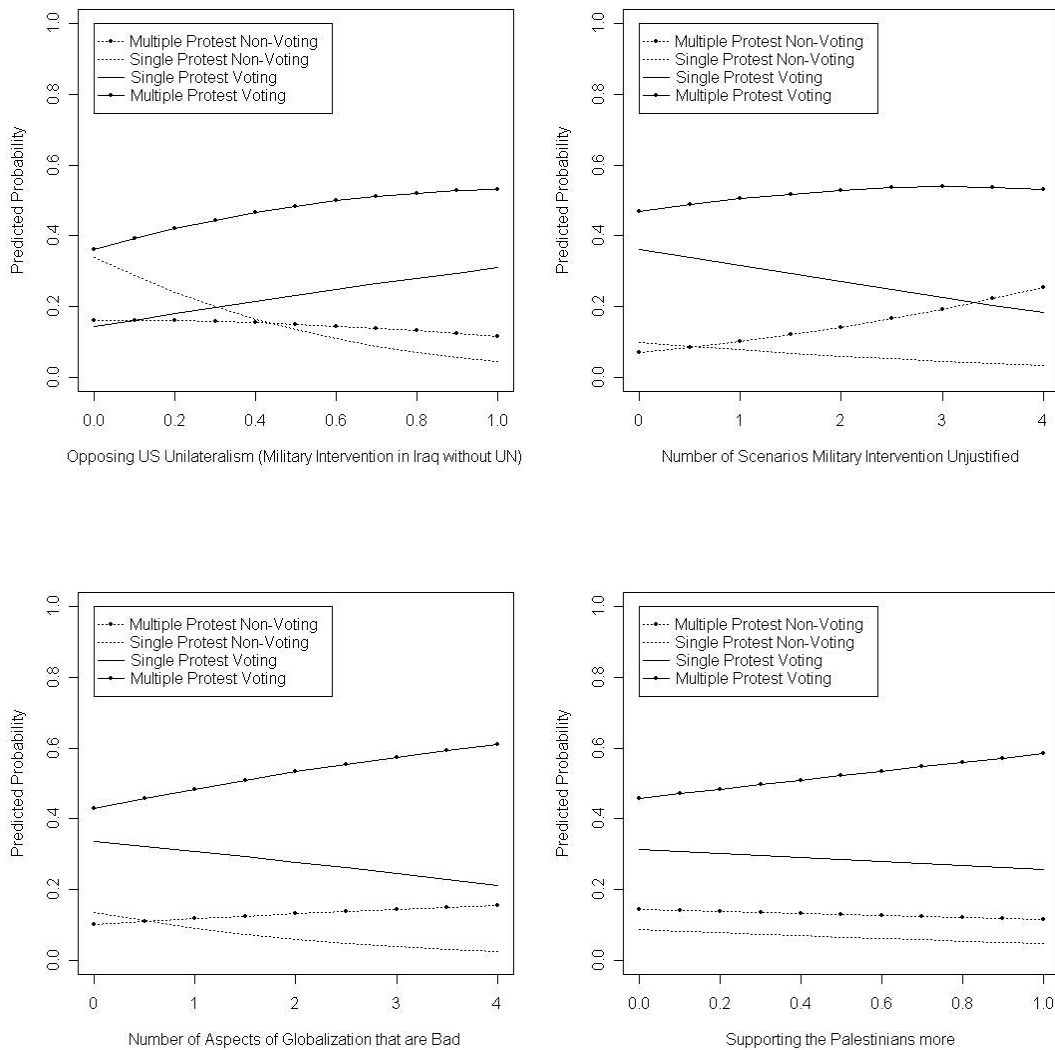 1.0
0.8
0.6
0.4
0.2
0.0
Predicted Probability
Multiple Protest Non-Voting
Single Protest Non-Voting
Single Protest Voting
Multiple Protest Voting
0.0 0.2 0.4 0.6 0.8 1.0
Opposing US Unilateralism (Military Intervention in Iraq without UN)
1.0
0.8
0.6
0.4
0.2
0.0
Predicted Probability
Multiple Protest Non-Voting
Single Protest Non-Voting
Single Protest Voting
Multiple Protest Voting
0 1 2 3 4
Number of Scenarios Military Intervention Unjustified
1.0
0.8
0.6
0.4
0.2
0.0
Predicted Probability
Multiple Protest Non-Voting
Single Protest Non-Voting
Single Protest Voting
Multiple Protest Voting
0 1 2 3 4
Number of Aspects of Globalization that are Bad
1.0
0.8
0.6
0.4
0.2
0.0
Predicted Probability
Multiple Protest Non-Voting
Single Protest Non-Voting
Single Protest Voting
Multiple Protest Voting
0.0 0.2 0.4 0.6 0.8 1.0
Supporting the Palestinians more